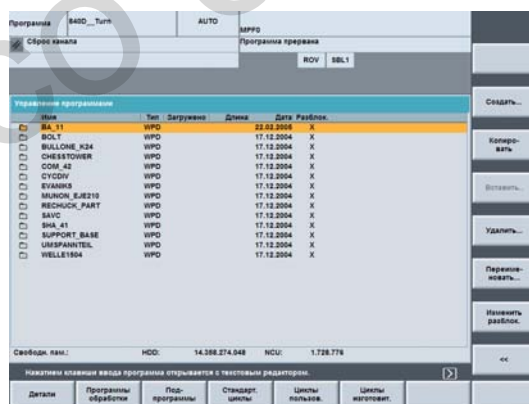 Программа
840D__Turn
AUTO
MPF0
Сброс канала
Программа прервана
ROV SBL1
Управление программами
Имя Тип Загружено Длина Дата Разблок.
BA_11 WPD 22.02.2005 X
BOLT WPD 17.12.2004 X
BULLONE_K24 WPD 17.12.2004 X
CHESSTOWER WPD 17.12.2004 X
COM_42 WPD 17.12.2004 X
CYCDIV WPD 17.12.2004 X
EVANIKS WPD 17.12.2004 X
MUNON_EJE210 WPD 17.12.2004 X
RECHUCK_PART WPD 17.12.2004 X
SAVC WPD 17.12.2004 X
SHA_41 WPD 17.12.2004 X
SUPPORT_BASE WPD 17.12.2004 X
UMSPANNTEIL WPD 17.12.2004 X
WELLE1504 WPD 17.12.2004 X
Свободн. пам.: HDD: 14.358.274.048 NCU: 1.728.776
Нажатием клавиши ввода программа открывается с текстовым редактором.
Создать...
Копиро-
вать
Вставить...
Удалить...
Переиме-
новать...
Изменить
разблок.
<<
Детали
Программы
обработки
Под-
программы
Стандарт.
циклы
Циклы
пользов.
Циклы
изготовит.